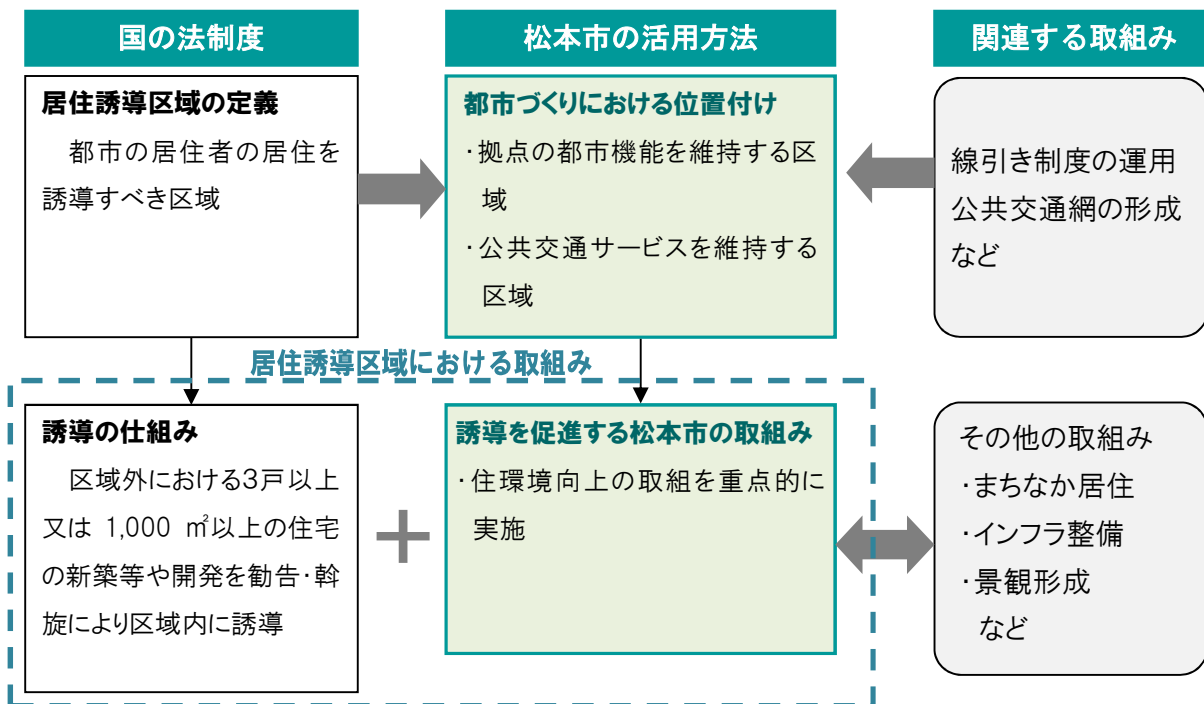 国の法制度
松本市の活用方法
関連する取組み
居住誘導区域の定義
都市の居住者の居住を
誘導すべき区域
都市づくりにおける位置付け
・拠点の都市機能を維持する区
域
・公共交通サービスを維持する
区域
線引き制度の運用
公共交通網の形成
など
居住誘導区域における取組み
誘導の仕組み
区域外における3戸以上
又は 1,000 ㎡以上の住宅
の新築等や開発を勧告・斡
旋により区域内に誘導
+
誘導を促進する松本市の取組み
・住環境向上の取組を重点的に
実施
その他の取組み
・まちなか居住
・インフラ整備
・景観形成
など